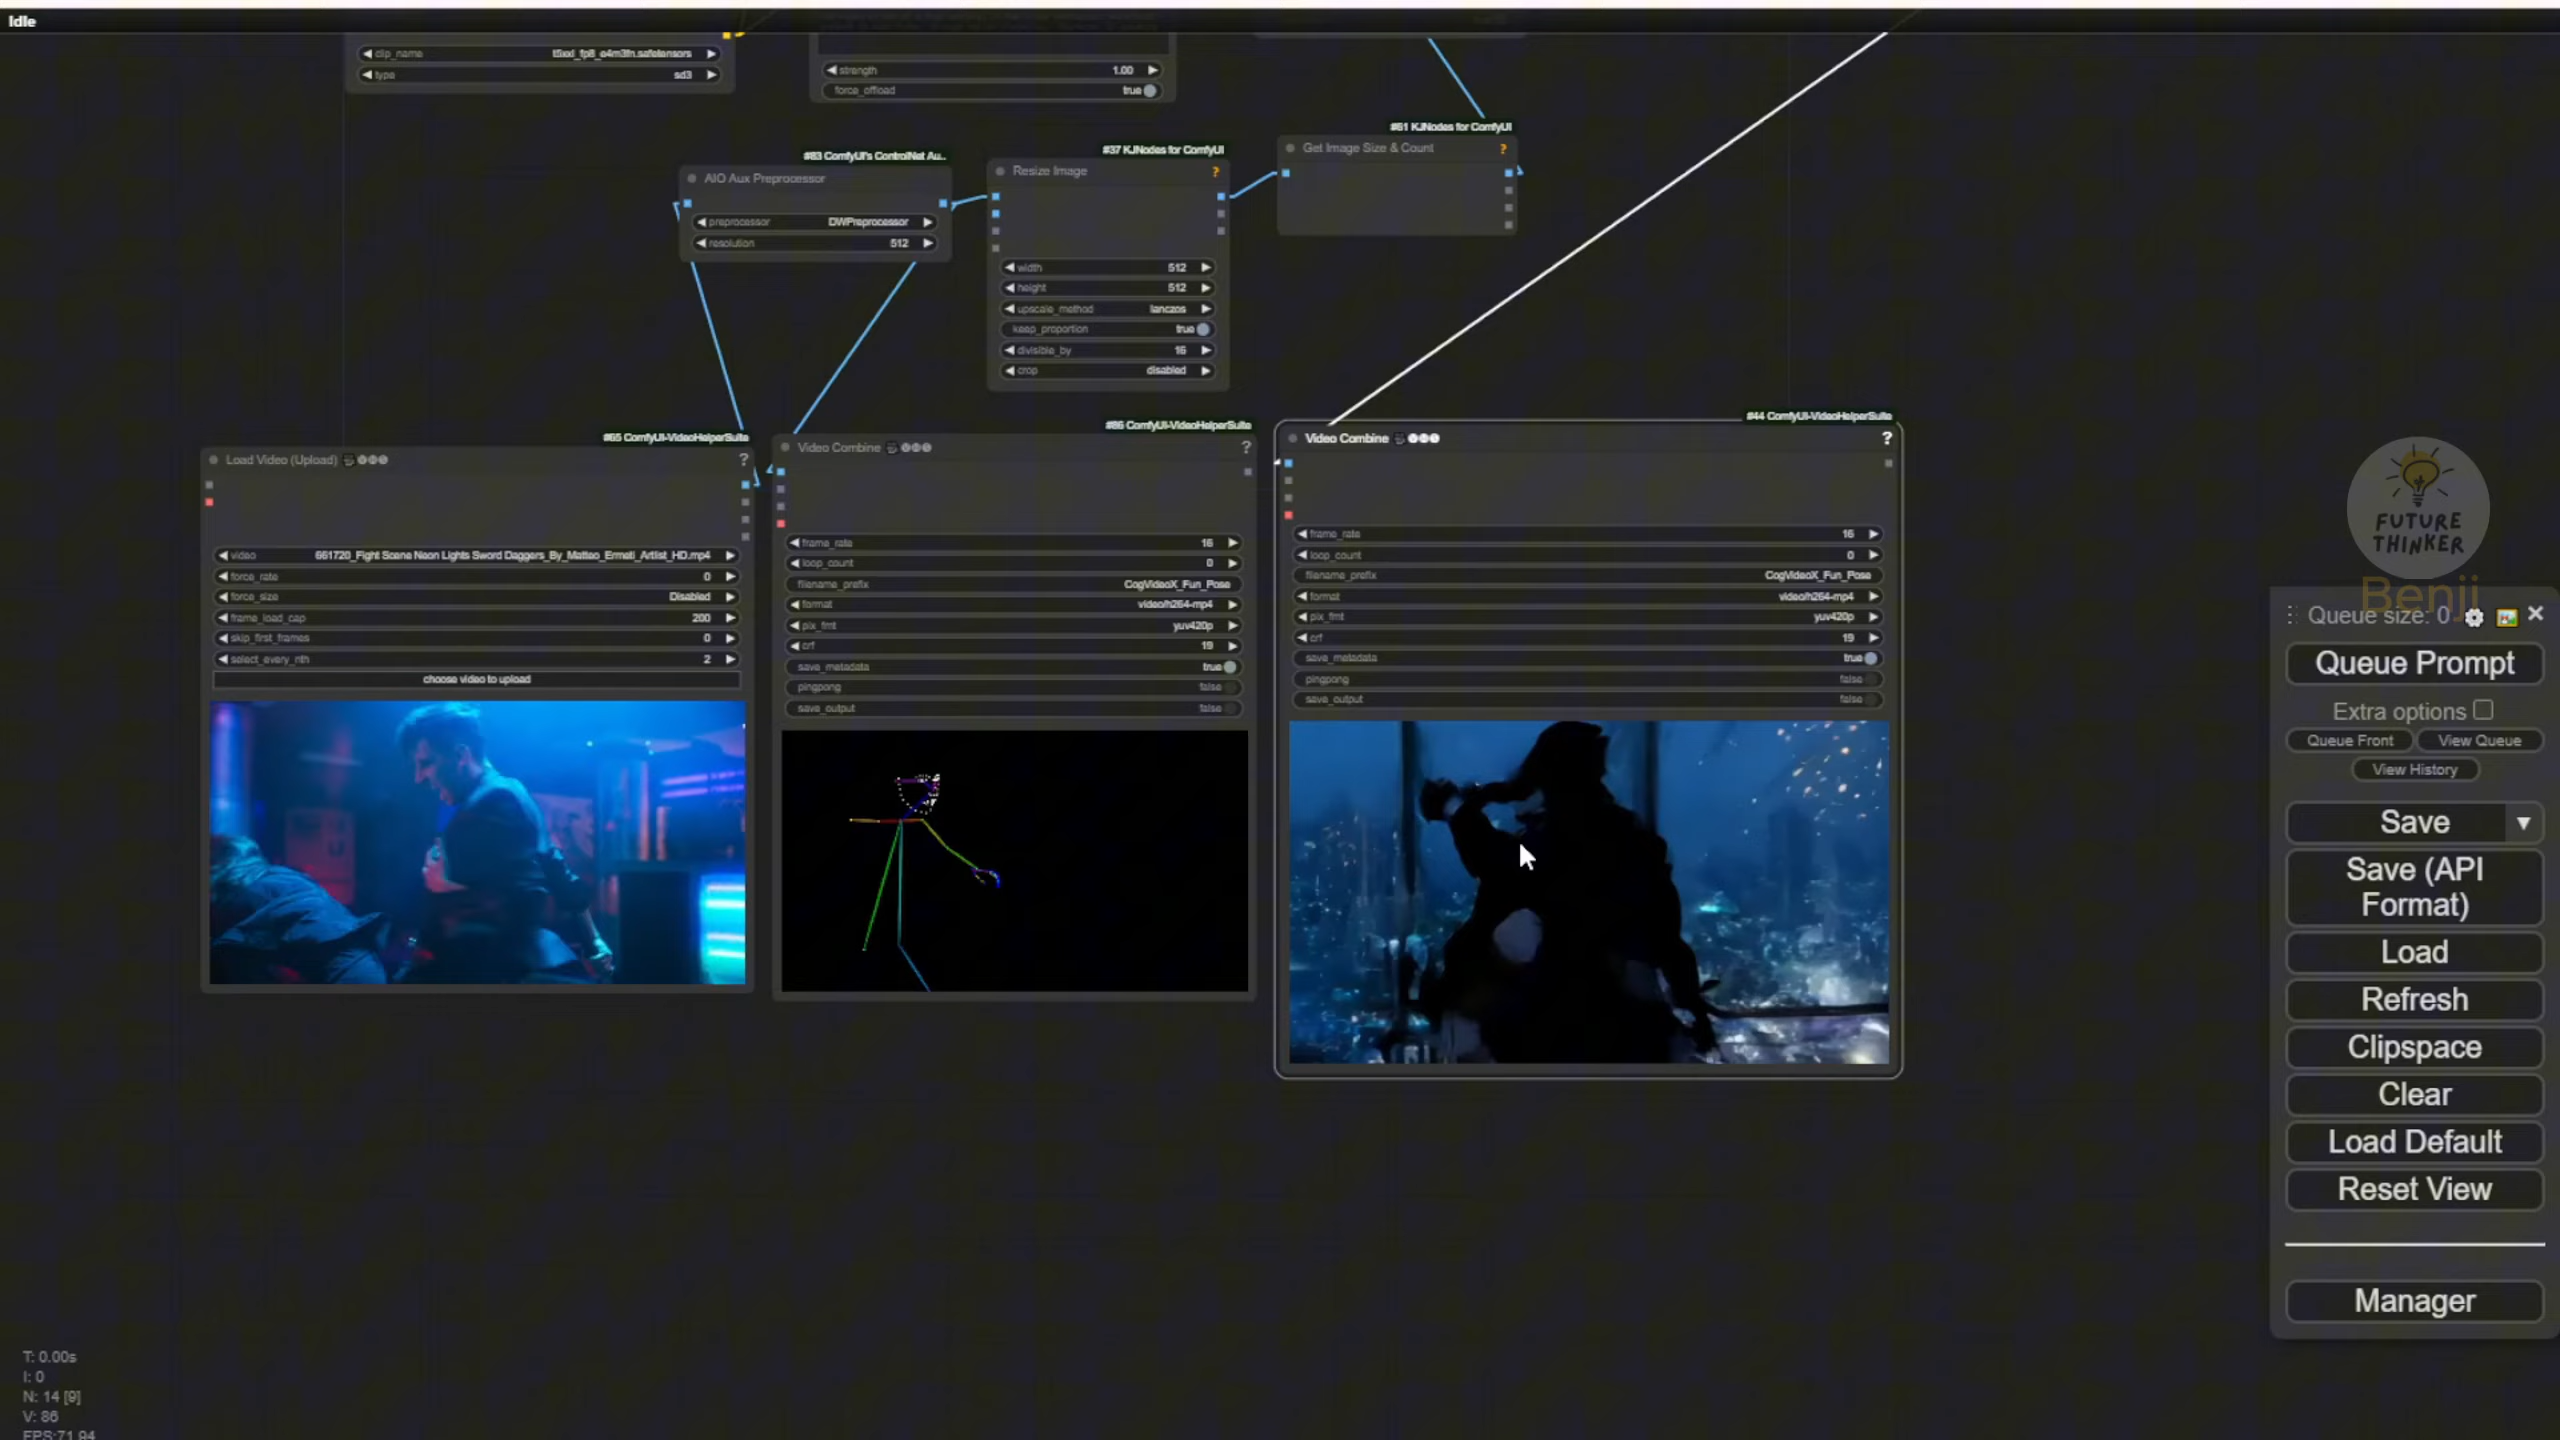 Idle
clip_name t5xxl_fp8_e4m3fn.safetensors
type sd3
strength 1.00
force_offload true
#83 ComfyUI's ControlNet Au..
AIO Aux Preprocessor
preprocessor DWPreprocessor
resolution 512
#37 KJNodes for ComfyUI
Resize Image ?
width 512
height 512
upscale_method lanczos
keep_proportion true
divisible_by 16
crop disabled
#61 KJNodes for ComfyUI
Get Image Size & Count ?
#65 ComfyUI-VideoHelperSuite
Load Video (Upload) ?
video 661720_Fight Scene Neon Lights Sword Daggers_By_Matteo_Ermeti_Artlist_HD.mp4
force_rate 0
force_size Disabled
frame_load_cap 200
skip_first_frames 0
select_every_nth 2
choose video to upload
#86 ComfyUI-VideoHelperSuite
Video Combine ?
frame_rate 16
loop_count 0
filename_prefix CogVideoX_Fun_Pose
format video/h264-mp4
pix_fmt yuv420p
crf 19
save_metadata true
pingpong false
save_output false
#44 ComfyUI-VideoHelperSuite
Video Combine ?
frame_rate 16
loop_count 0
filename_prefix CogVideoX_Fun_Pose
format video/h264-mp4
pix_fmt yuv420p
crf 19
save_metadata true
pingpong false
save_output false
FUTURE
THINKER
Benji
Queue size: 0
Queue Prompt
Extra options
Queue Front View Queue
View History
Save
Save (API
Format)
Load
Refresh
Clipspace
Clear
Load Default
Reset View
Manager
T: 0.00s
I: 0
N: 14 [9]
V: 86
FPS:71.94